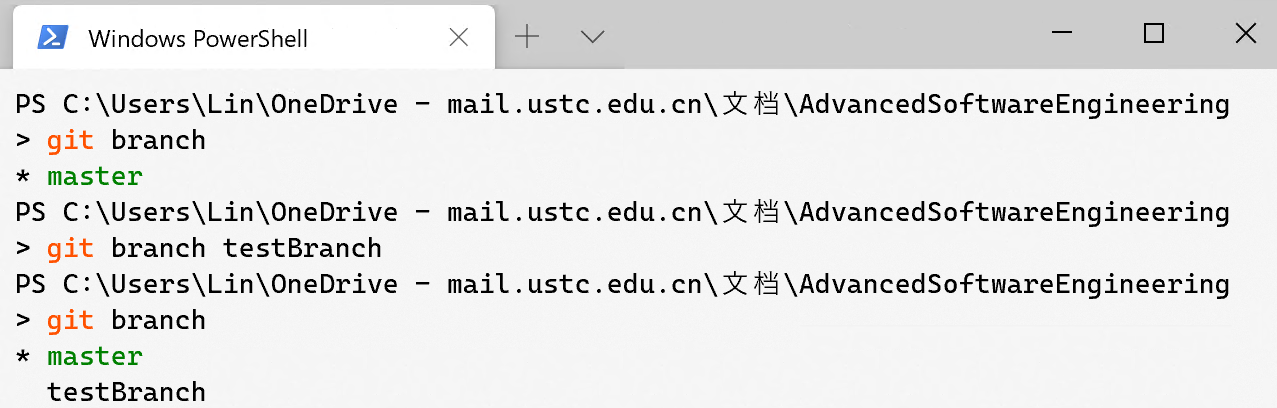 Windows PowerShell
PS C:\Users\Lin\OneDrive - mail.ustc.edu.cn\文档\AdvancedSoftwareEngineering
> git branch
* master
PS C:\Users\Lin\OneDrive - mail.ustc.edu.cn\文档\AdvancedSoftwareEngineering
> git branch testBranch
PS C:\Users\Lin\OneDrive - mail.ustc.edu.cn\文档\AdvancedSoftwareEngineering
> git branch
* master
  testBranch